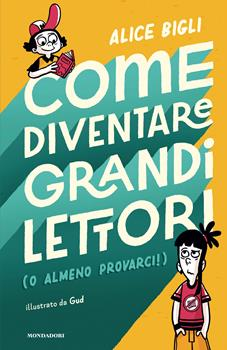 ALICE BIGLI
COME
DIVENTARE
GRANDI
LETTORI
(O ALMENO PROVARCI!)
illustrato da Gud
MONDADORI